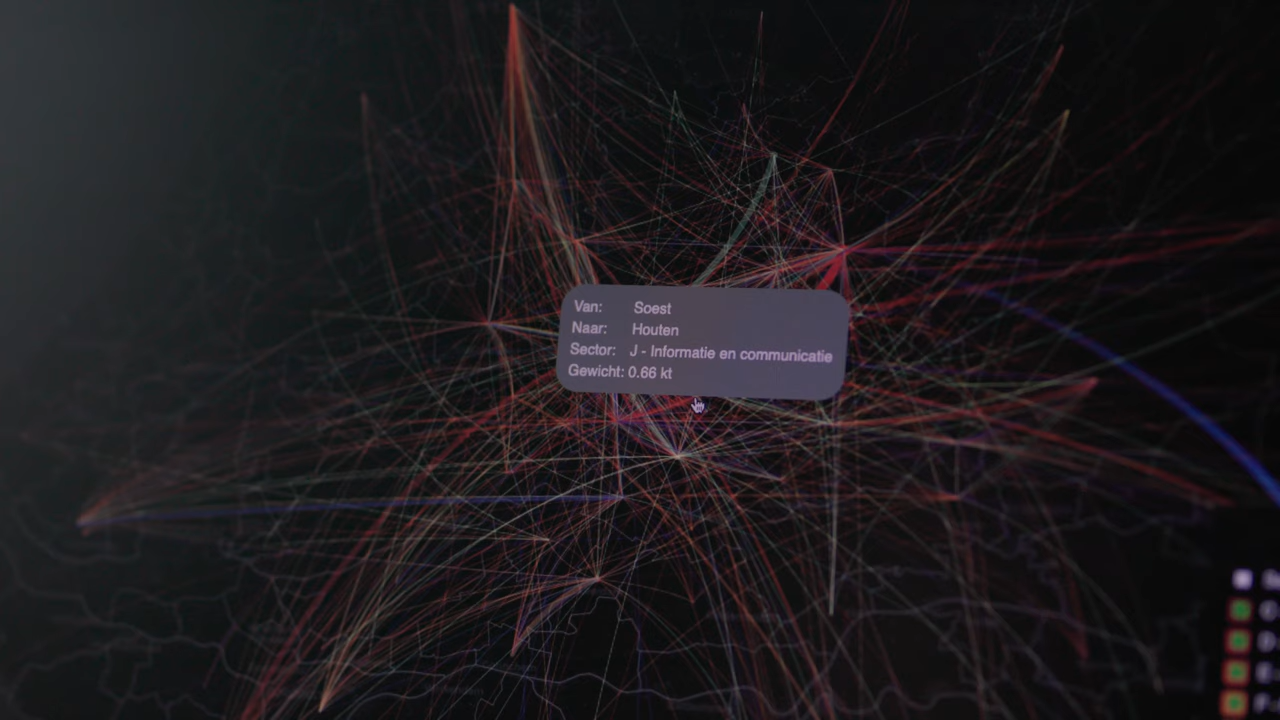 Van: Soest
Naar: Houten
Sector: J - Informatie en communicatie
Gewicht: 0.66 kt